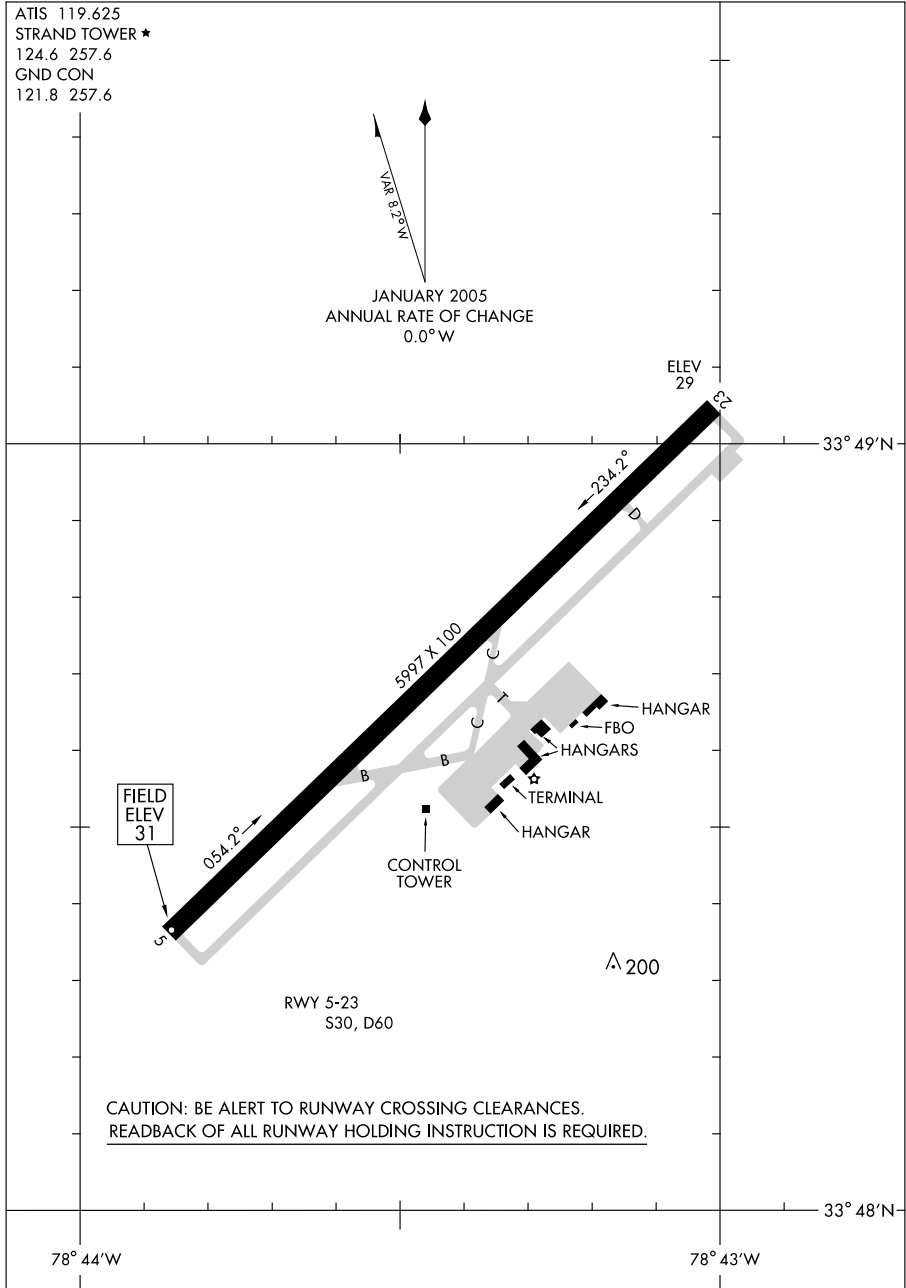 ATIS 119.625
STRAND TOWER ★
124.6 257.6
GND CON
121.8 257.6
VAR 8.2° W
JANUARY 2005
ANNUAL RATE OF CHANGE
0.0° W
ELEV
29
23
33° 49'N
234.2°
D
5997 X 100
C
T
C
HANGAR
FBO
HANGARS
B
B
TERMINAL
HANGAR
FIELD
ELEV
31
054.2°
CONTROL
TOWER
5
200
RWY 5-23
S30, D60
CAUTION: BE ALERT TO RUNWAY CROSSING CLEARANCES.
READBACK OF ALL RUNWAY HOLDING INSTRUCTION IS REQUIRED.
33° 48'N
78° 44'W
78° 43'W